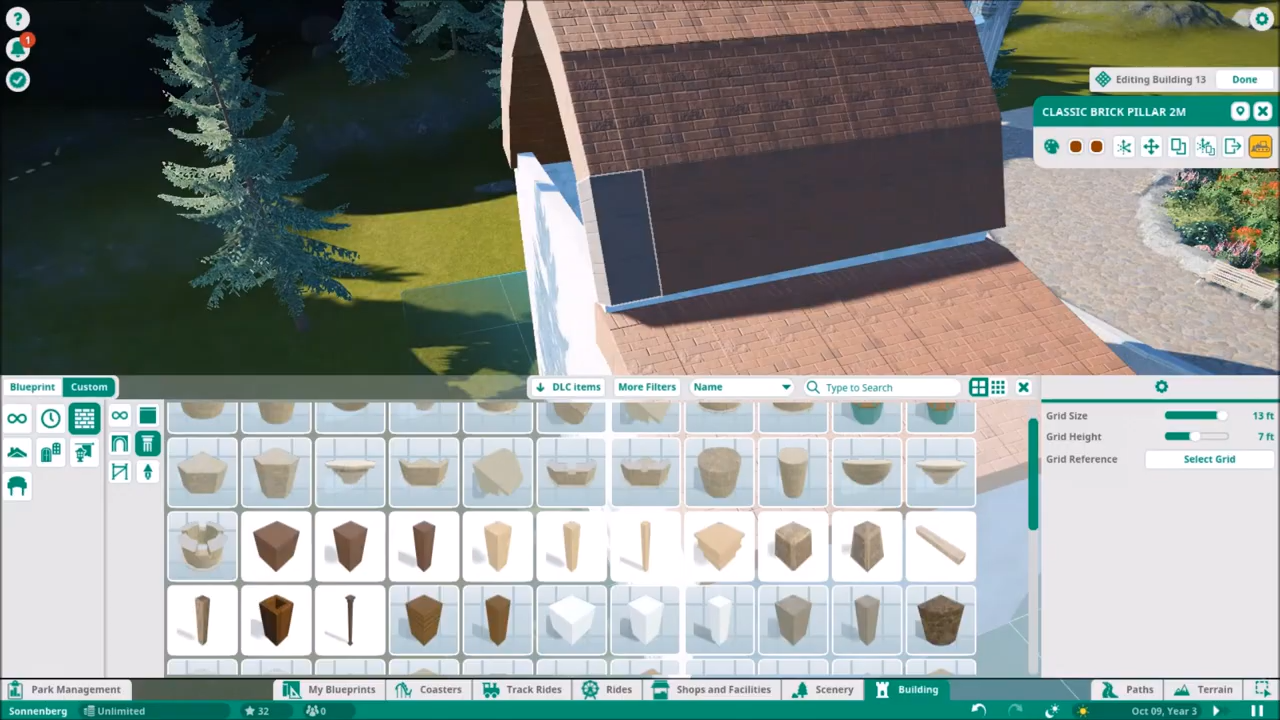 ?
1
Editing Building 13 Done
CLASSIC BRICK PILLAR 2M
Blueprint Custom DLC items More Filters Name Type to Search
Grid Size 13 ft
Grid Height 7 ft
Grid Reference Select Grid
Park Management My Blueprints Coasters Track Rides Rides Shops and Facilities Scenery Building Paths Terrain
Sonnenberg Unlimited 32 0 Oct 09, Year 3